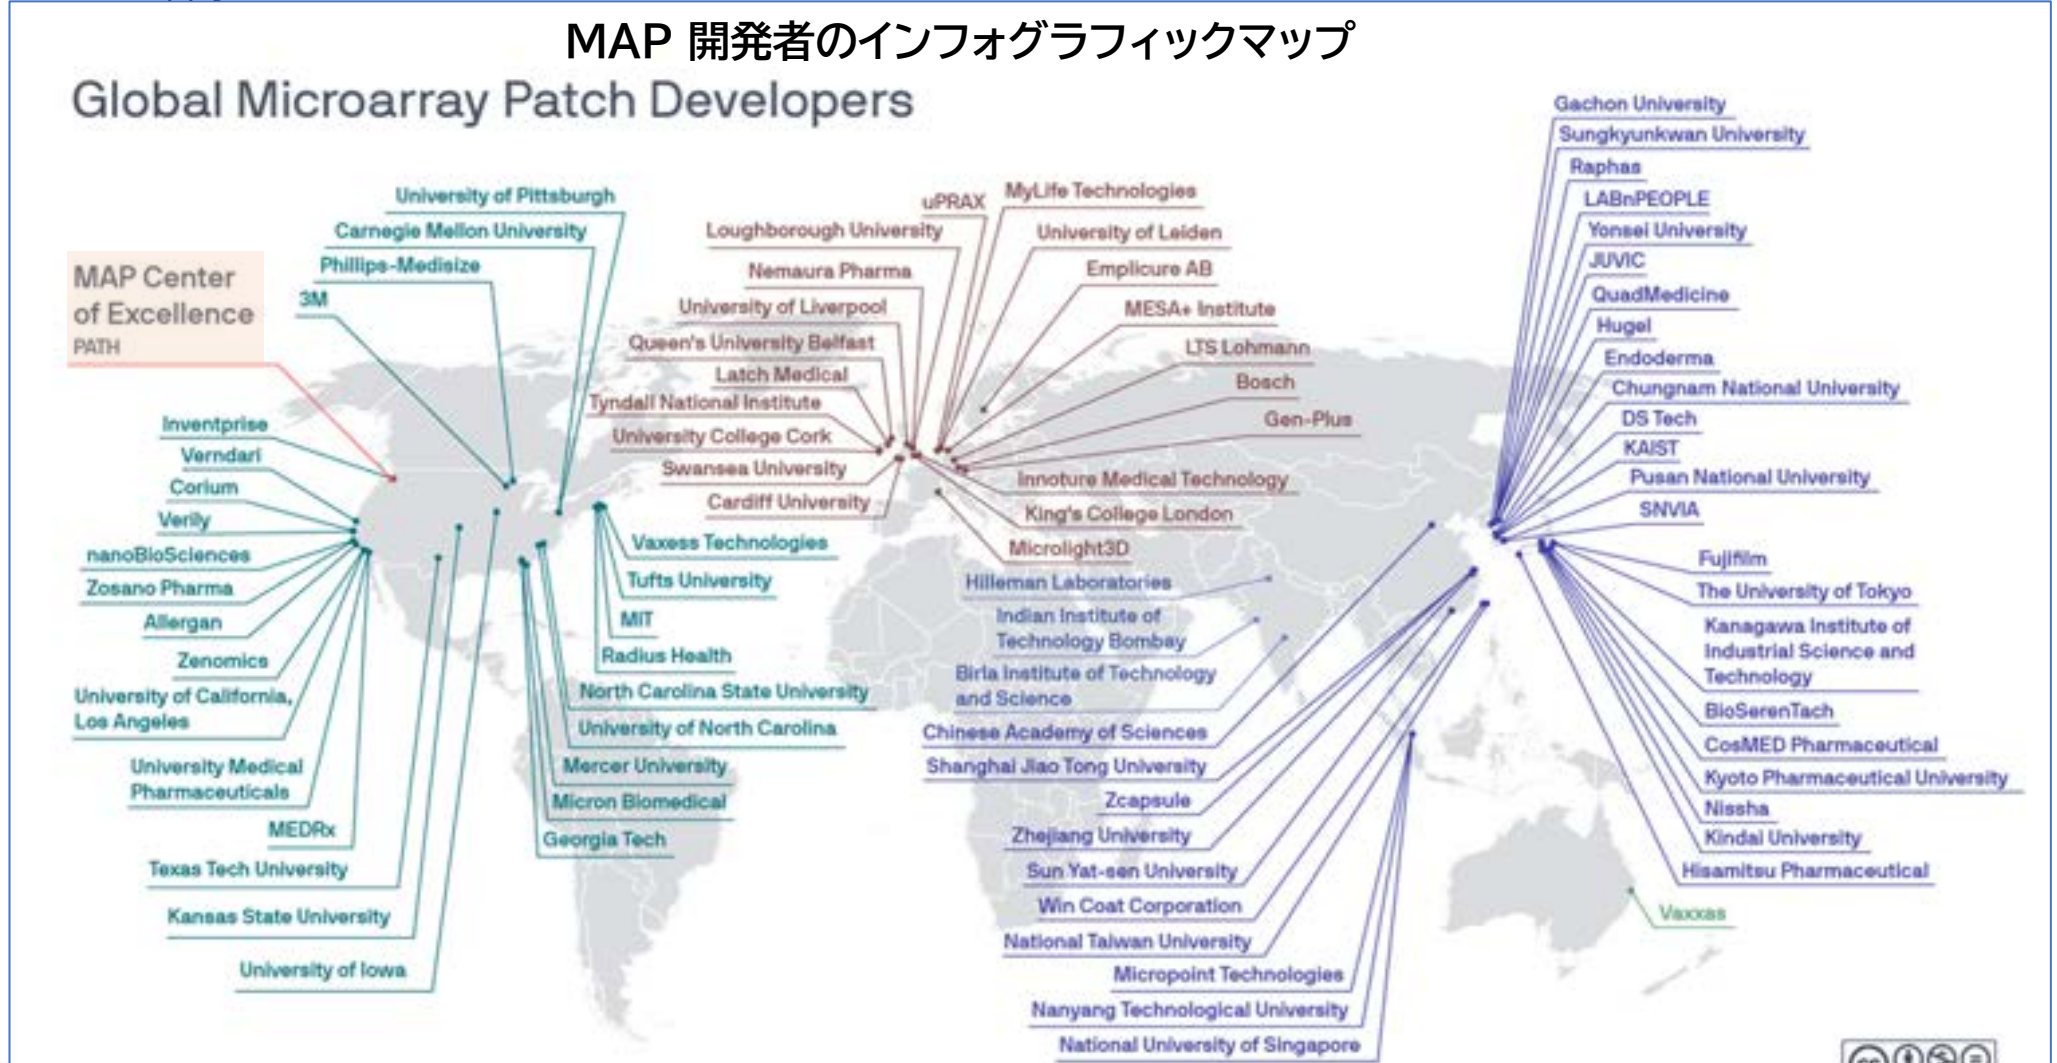 MAP 開発者のインフォグラフィックマップ
Global Microarray Patch Developers
MAP Center
of Excellence
PATH
University of Pittsburgh
Carnegie Mellon University
Phillips-Medisize
3M
Inventprise
Verndari
Corium
Verily
nanoBioSciences
Zosano Pharma
Allergan
Zenomics
University of California,
Los Angeles
University Medical
Pharmaceuticals
MEDRx
Texas Tech University
Kansas State University
University of Iowa
Vaxess Technologies
Tufts University
MIT
Radius Health
North Carolina State University
University of North Carolina
Mercer University
Micron Biomedical
Georgia Tech
uPRAX
Loughborough University
Nemaura Pharma
University of Liverpool
Queen's University Belfast
Latch Medical
Tyndall National Institute
University College Cork
Swansea University
Cardiff University
MyLife Technologies
University of Leiden
Emplicure AB
MESA+ Institute
LTS Lohmann
Bosch
Gen-Plus
Innoture Medical Technology
King's College London
Microlight3D
Hilleman Laboratories
Indian Institute of
Technology Bombay
Birla Institute of Technology
and Science
Chinese Academy of Sciences
Shanghai Jiao Tong University
Zcapsule
Zhejiang University
Sun Yat-sen University
Win Coat Corporation
National Taiwan University
Micropoint Technologies
Nanyang Technological University
National University of Singapore
Gachon University
Sungkyunkwan University
Raphas
LABnPEOPLE
Yonsei University
JUVIC
QuadMedicine
Hugel
Endoderma
Chungnam National University
DS Tech
KAIST
Pusan National University
SNVIA
Fujifilm
The University of Tokyo
Kanagawa Institute of
Industrial Science and
Technology
BioSerenTach
CosMED Pharmaceutical
Kyoto Pharmaceutical University
Nissha
Kindai University
Hisamitsu Pharmaceutical
Vaxxas